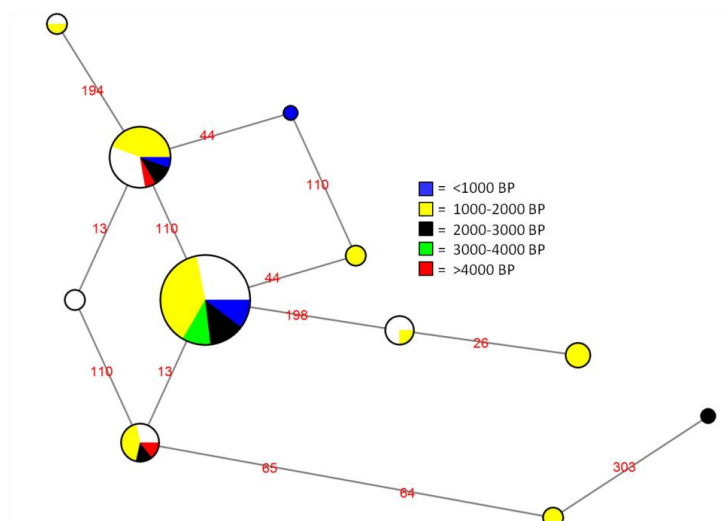 194
44
110
13
110
44
198
26
110
13
65
64
303
= <1000 BP
= 1000-2000 BP
= 2000-3000 BP
= 3000-4000 BP
= >4000 BP